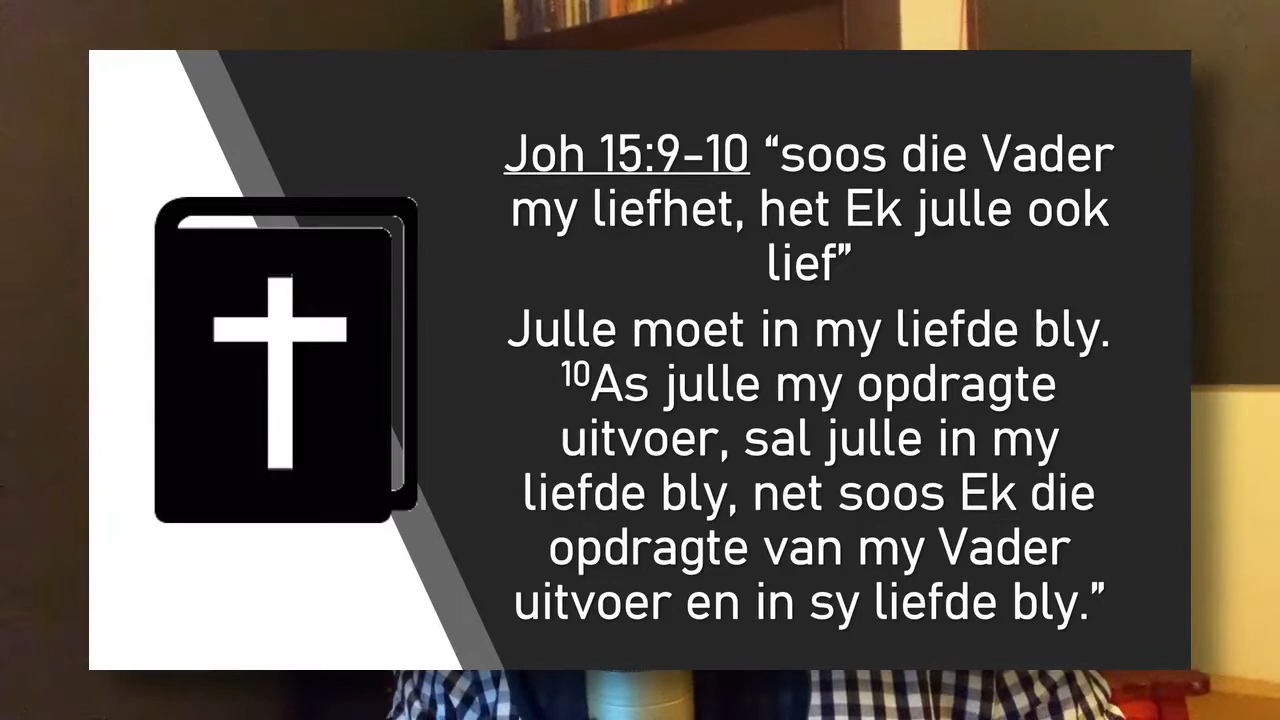 Joh 15:9-10 “soos die Vader
my liefhet, het Ek julle ook
lief”
Julle moet in my liefde bly.
¹⁰As julle my opdragte
uitvoer, sal julle in my
liefde bly, net soos Ek die
opdragte van my Vader
uitvoer en in sy liefde bly.”